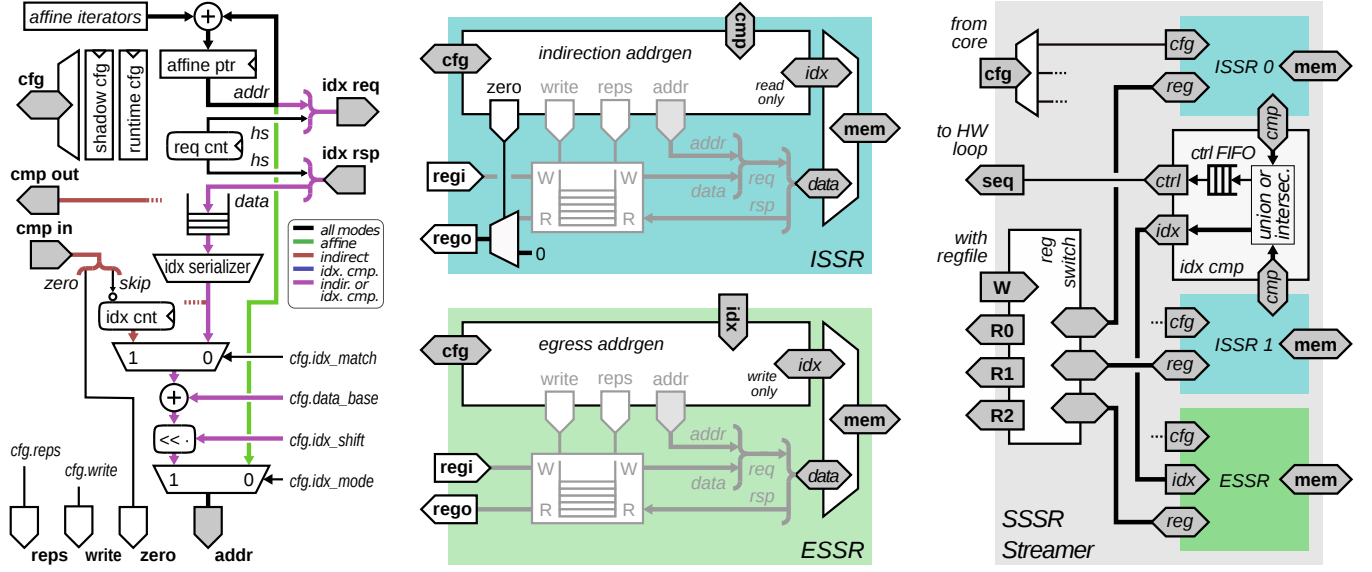 affine iterators
+
cfg
shadow cfg
runtime cfg
affine ptr
addr
idx req
hs
req cnt
hs
idx rsp
cmp out
data
cmp in
zero
skip
idx serializer
idx cnt
all modes
affine
indirect
idx. cmp.
indir. or
idx. cmp.
1 0
cfg.idx_match
+
cfg.data_base
<< ·
cfg.idx_shift
cfg.reps
cfg.write
1 0
cfg.idx_mode
reps
write
zero
addr
cmp
cfg
indirection addrgen
idx
zero
write
reps
addr
read
only
mem
addr
regi
W W
req
data
data
R R
rsp
rego
0
ISSR
idx
cfg
egress addrgen
idx
write
reps
addr
write
only
mem
addr
regi
W W
req
data
data
R R
rsp
rego
ESSR
from
core
cfg
cfg
ISSR 0
mem
reg
cmp
to HW
loop
seq
ctrl FIFO
ctrl
union or
intersec.
idx
idx cmp
cmp
with
regfile
reg
switch
W
R0
R1
R2
cfg
ISSR 1
mem
reg
cfg
idx
ESSR
mem
reg
SSSR
Streamer